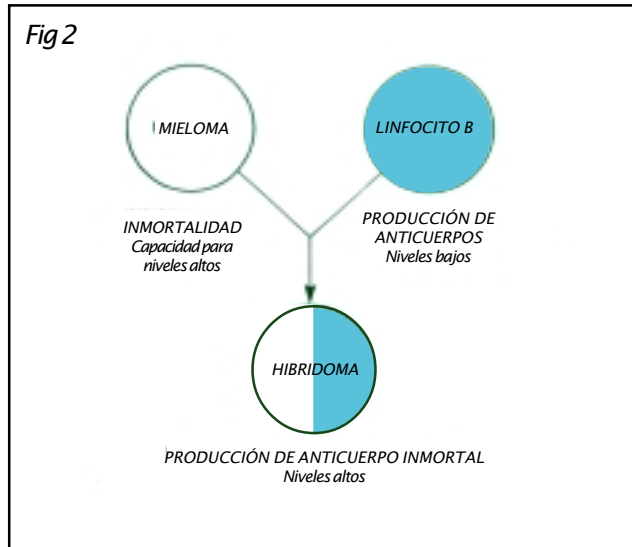 Fig 2
MIELOMA
LINFOCITO B
INMORTALIDAD
Capacidad para
niveles altos
PRODUCCIÓN DE
ANTICUERPOS
Niveles bajos
HIBRIDOMA
PRODUCCIÓN DE ANTICUERPO INMORTAL
Niveles altos